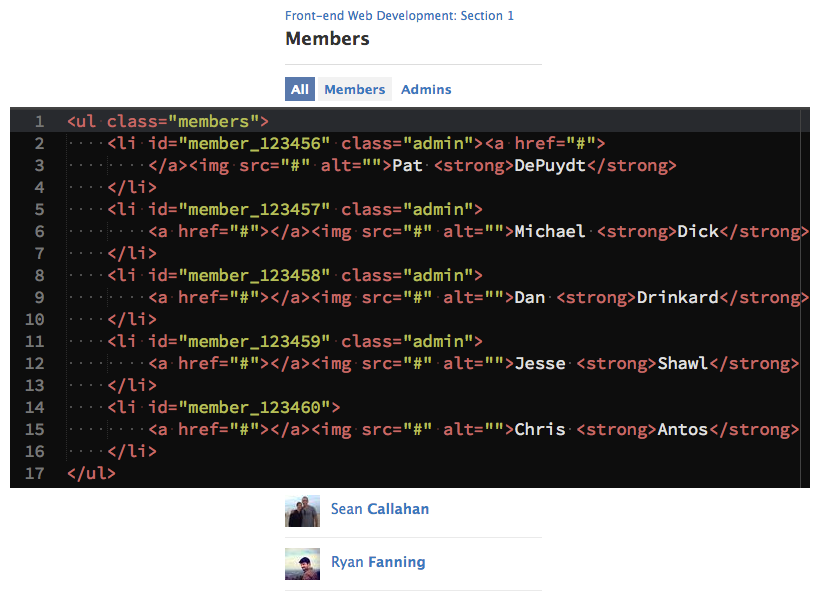 Front-end Web Development: Section 1
Members
All Members Admins
1 <ul class="members">
2 <li id="member_123456" class="admin"><a href="#">
3 </a><img src="#" alt="">Pat <strong>DePuydt</strong>
4 </li>
5 <li id="member_123457" class="admin">
6 <a href="#"></a><img src="#" alt="">Michael <strong>Dick</strong>
7 </li>
8 <li id="member_123458" class="admin">
9 <a href="#"></a><img src="#" alt="">Dan <strong>Drinkard</strong>
10 </li>
11 <li id="member_123459" class="admin">
12 <a href="#"></a><img src="#" alt="">Jesse <strong>Shawl</strong>
13 </li>
14 <li id="member_123460">
15 <a href="#"></a><img src="#" alt="">Chris <strong>Antos</strong>
16 </li>
17 </ul>
Sean Callahan
Ryan Fanning